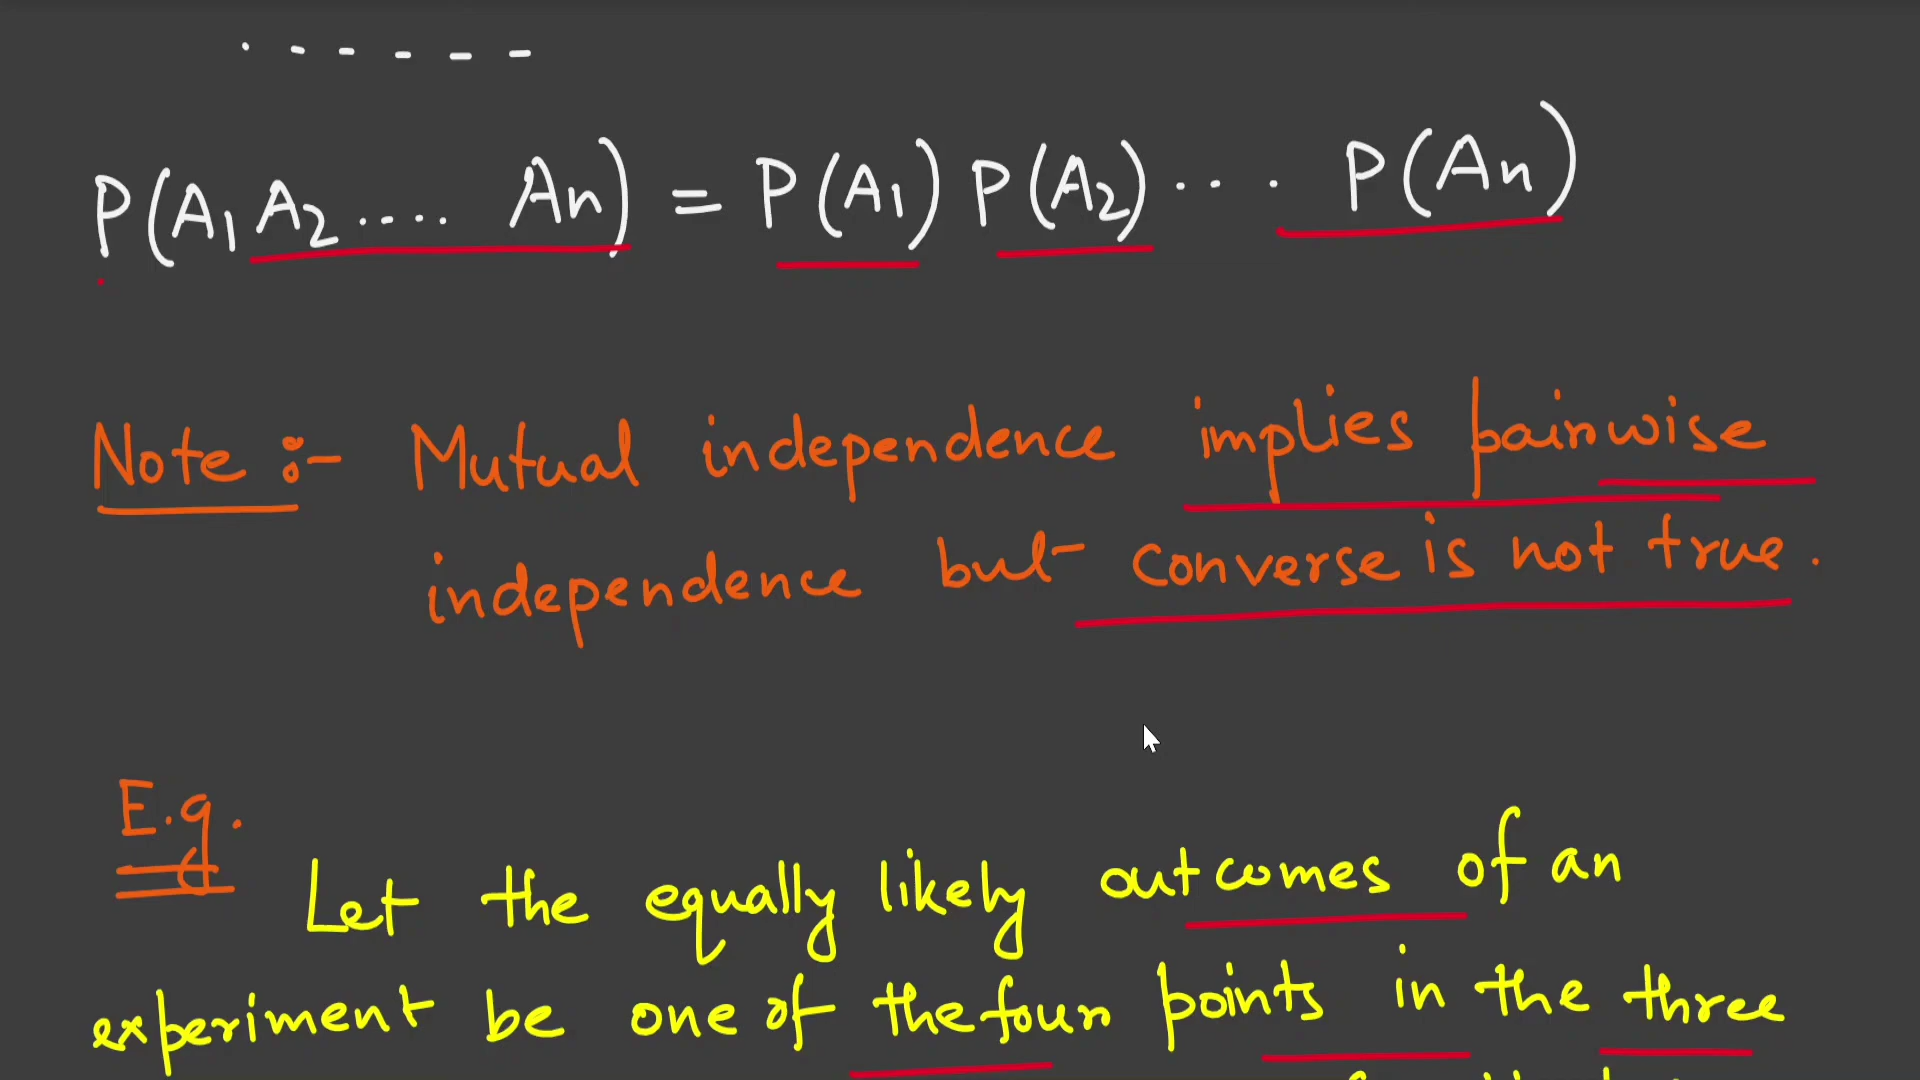 P(A1 A2 .... An) = P(A1) P(A2) ... P(An)
Note :- Mutual independence implies pairwise
independence but converse is not true.
E.g.
Let the equally likely outcomes of an
experiment be one of the four points in the three